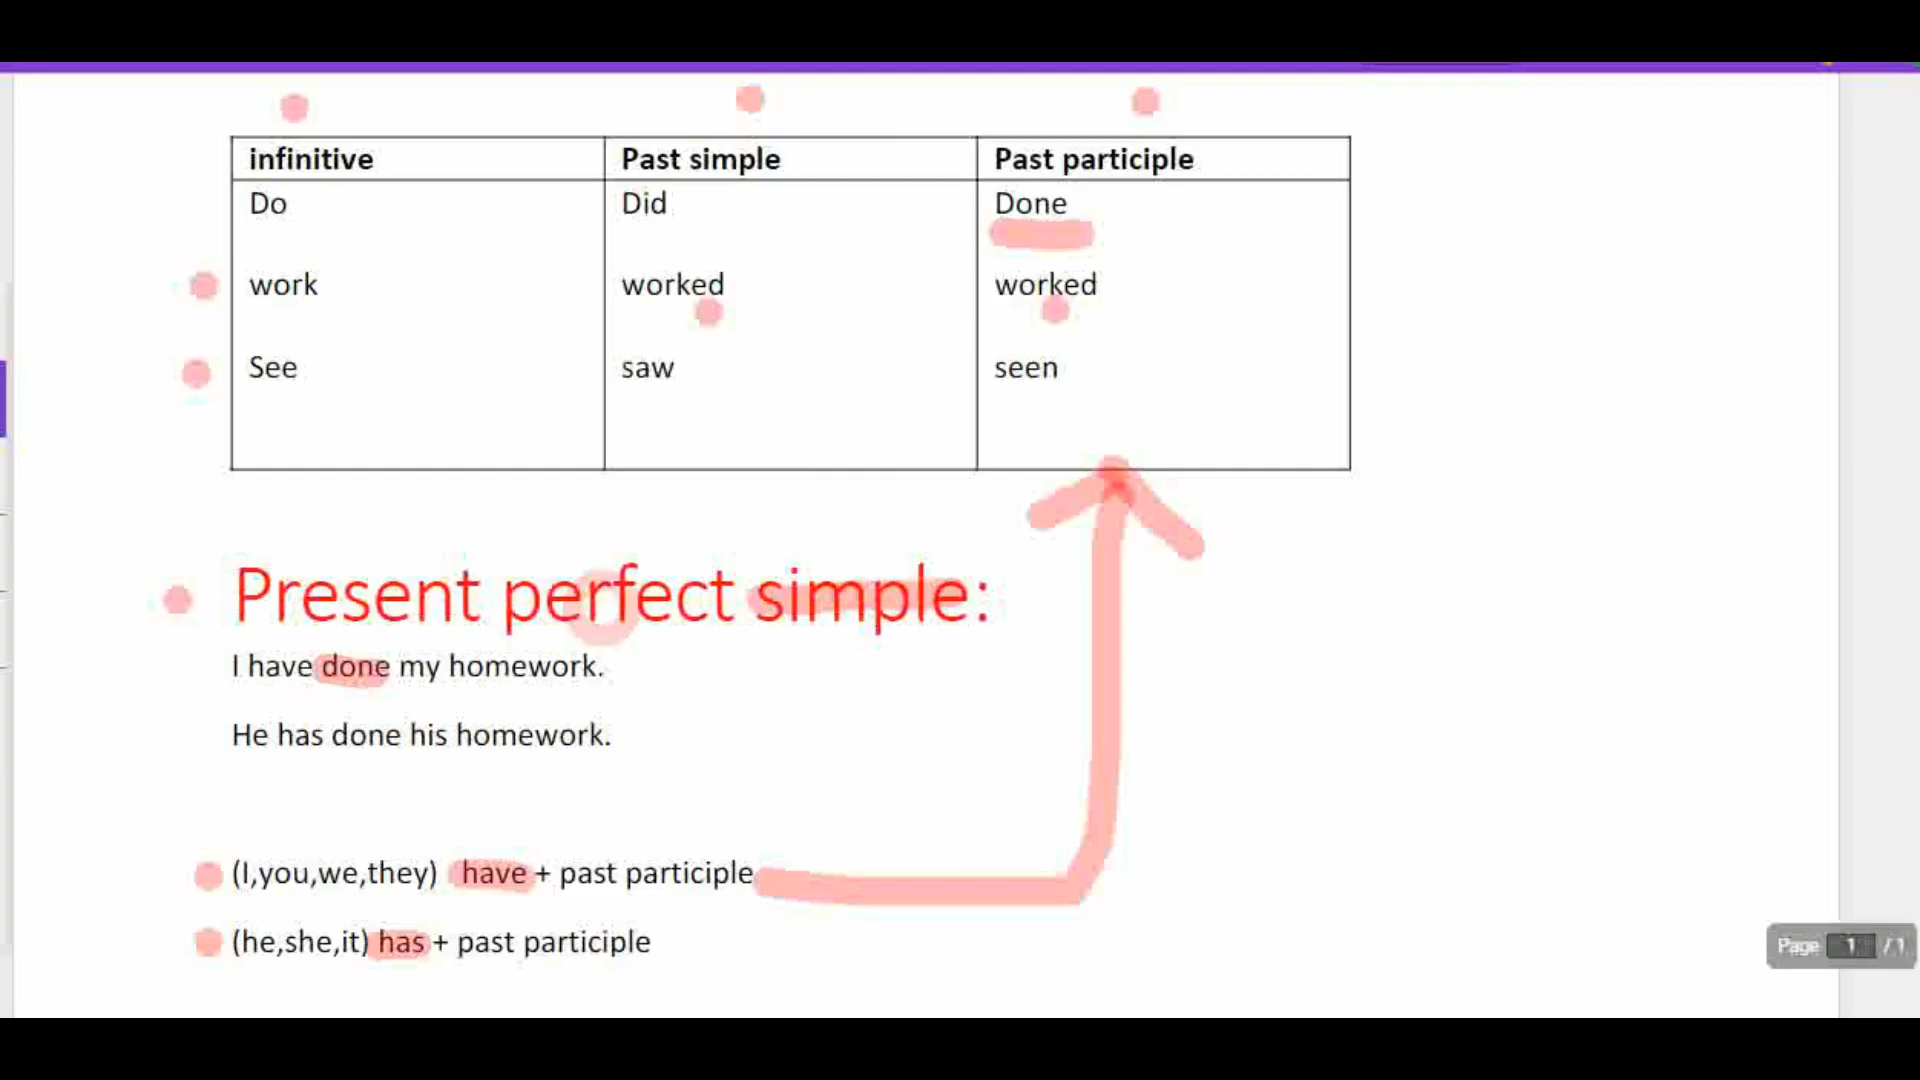 infinitive Past simple Past participle
Do Did Done
work worked worked
See saw seen
Present perfect simple:
I have done my homework.
He has done his homework.
(I,you,we,they) have + past participle
(he,she,it) has + past participle
Page 1 / 1